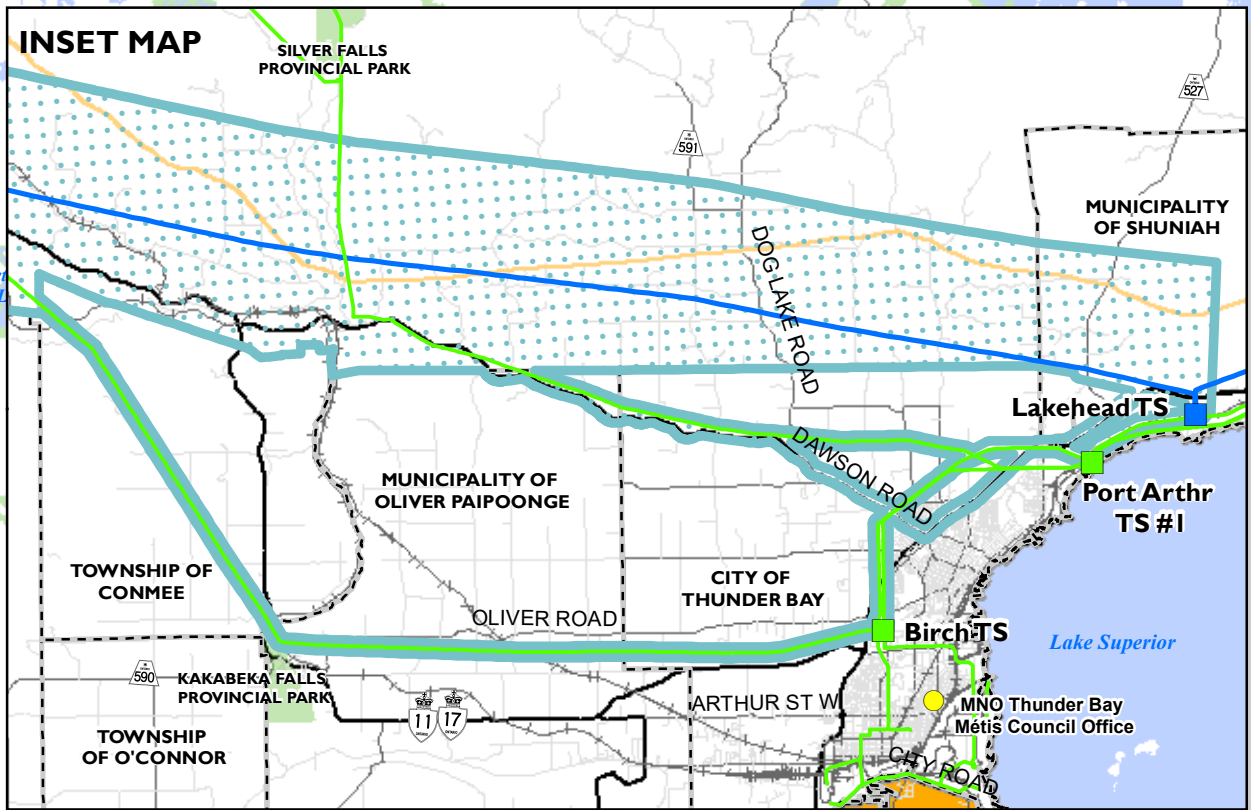 INSET MAP
SILVER FALLS
PROVINCIAL PARK
527
591
MUNICIPALITY
OF SHUNIAH
DOG LAKE ROAD
Lakehead TS
DAWSON ROAD
MUNICIPALITY OF
OLIVER PAIPOONGE
Port Arthr
TS #1
TOWNSHIP OF
CONMEE
CITY OF
THUNDER BAY
OLIVER ROAD
Birch TS
Lake Superior
590
KAKABEKA FALLS
PROVINCIAL PARK
11
17
ARTHUR ST W
MNO Thunder Bay
Métis Council Office
TOWNSHIP
OF O'CONNOR
CITY ROAD